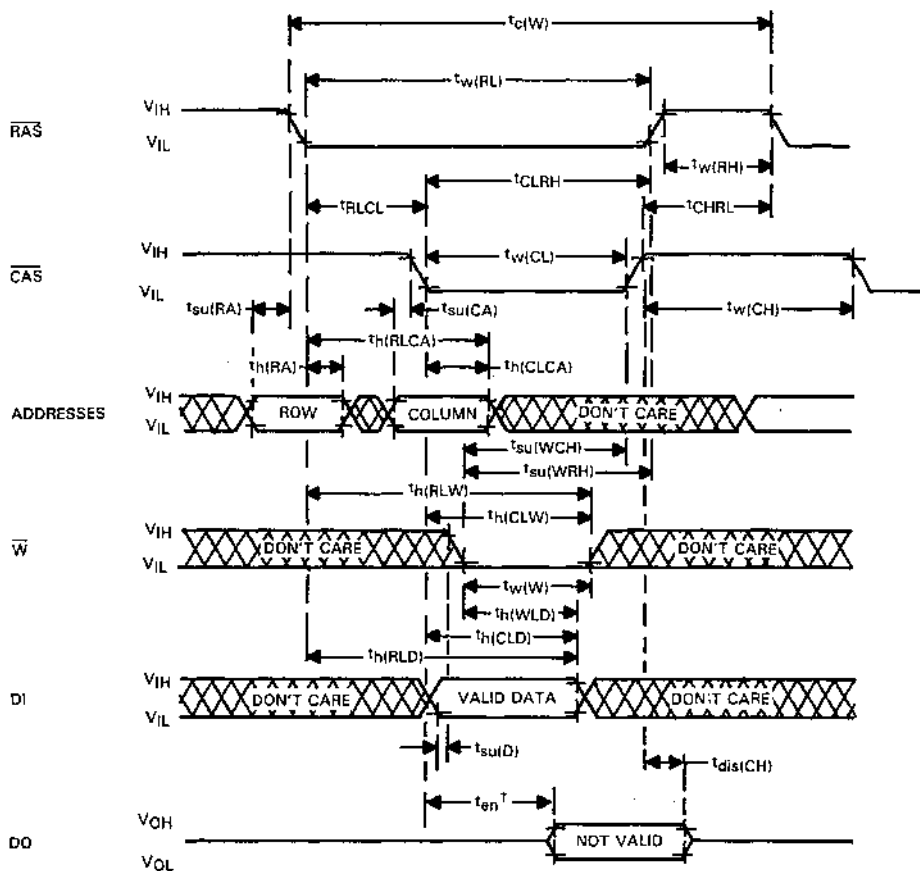 tc(W)
tw(RL)
RAS
VIH
VIL
tw(RH)
tCLRH
tRLCL
tCHRL
CAS
VIH
VIL
tw(CL)
tsu(RA)
tsu(CA)
tw(CH)
th(RLCA)
th(RA)
th(CLCA)
ADDRESSES
VIH
VIL
ROW
COLUMN
DON'T CARE
tsu(WCH)
tsu(WRH)
th(RLW)
th(CLW)
W
VIH
VIL
DON'T CARE
DON'T CARE
tw(W)
th(WLD)
th(CLD)
th(RLD)
DI
VIH
VIL
DON'T CARE
VALID DATA
DON'T CARE
tsu(D)
tdis(CH)
ten†
DO
VOH
VOL
NOT VALID